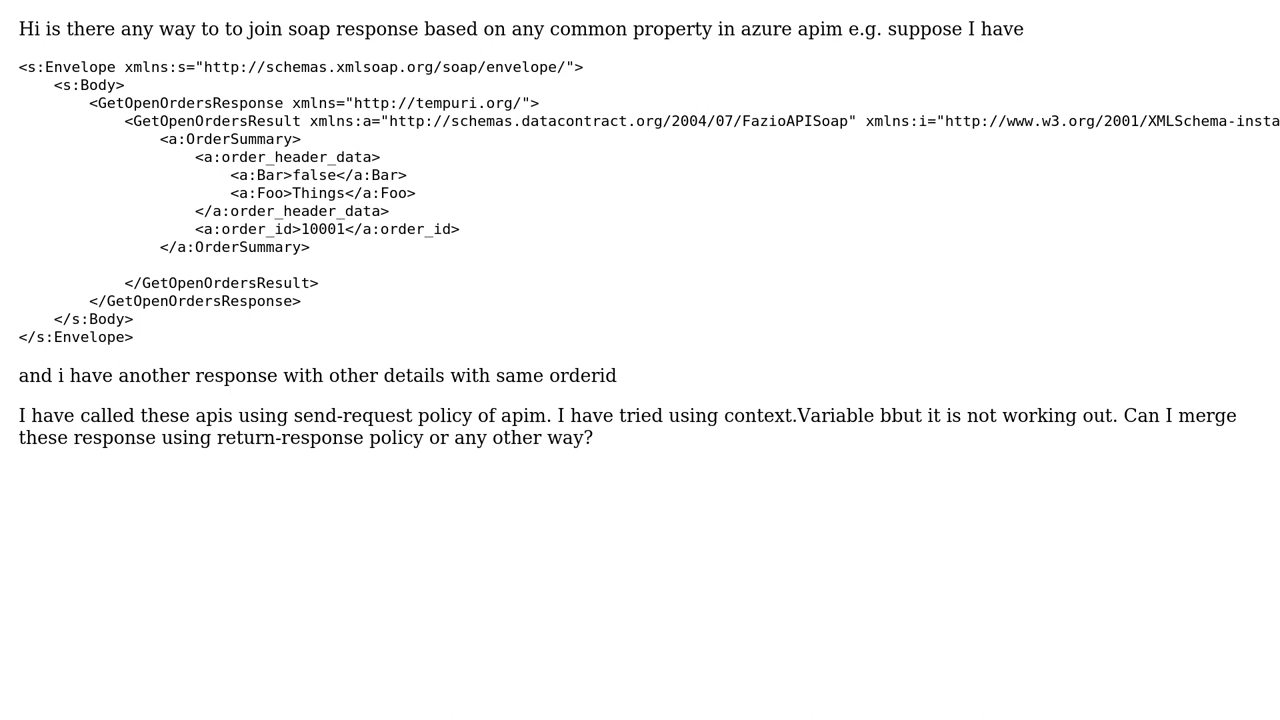 Hi is there any way to to join soap response based on any common property in azure apim e.g. suppose I have
<s:Envelope xmlns:s="http://schemas.xmlsoap.org/soap/envelope/">
    <s:Body>
        <GetOpenOrdersResponse xmlns="http://tempuri.org/">
            <GetOpenOrdersResult xmlns:a="http://schemas.datacontract.org/2004/07/FazioAPISoap" xmlns:i="http://www.w3.org/2001/XMLSchema-insta
                <a:OrderSummary>
                    <a:order_header_data>
                        <a:Bar>false</a:Bar>
                        <a:Foo>Things</a:Foo>
                    </a:order_header_data>
                    <a:order_id>10001</a:order_id>
                </a:OrderSummary>
            </GetOpenOrdersResult>
        </GetOpenOrdersResponse>
    </s:Body>
</s:Envelope>
and i have another response with other details with same orderid
I have called these apis using send-request policy of apim. I have tried using context.Variable bbut it is not working out. Can I merge
these response using return-response policy or any other way?